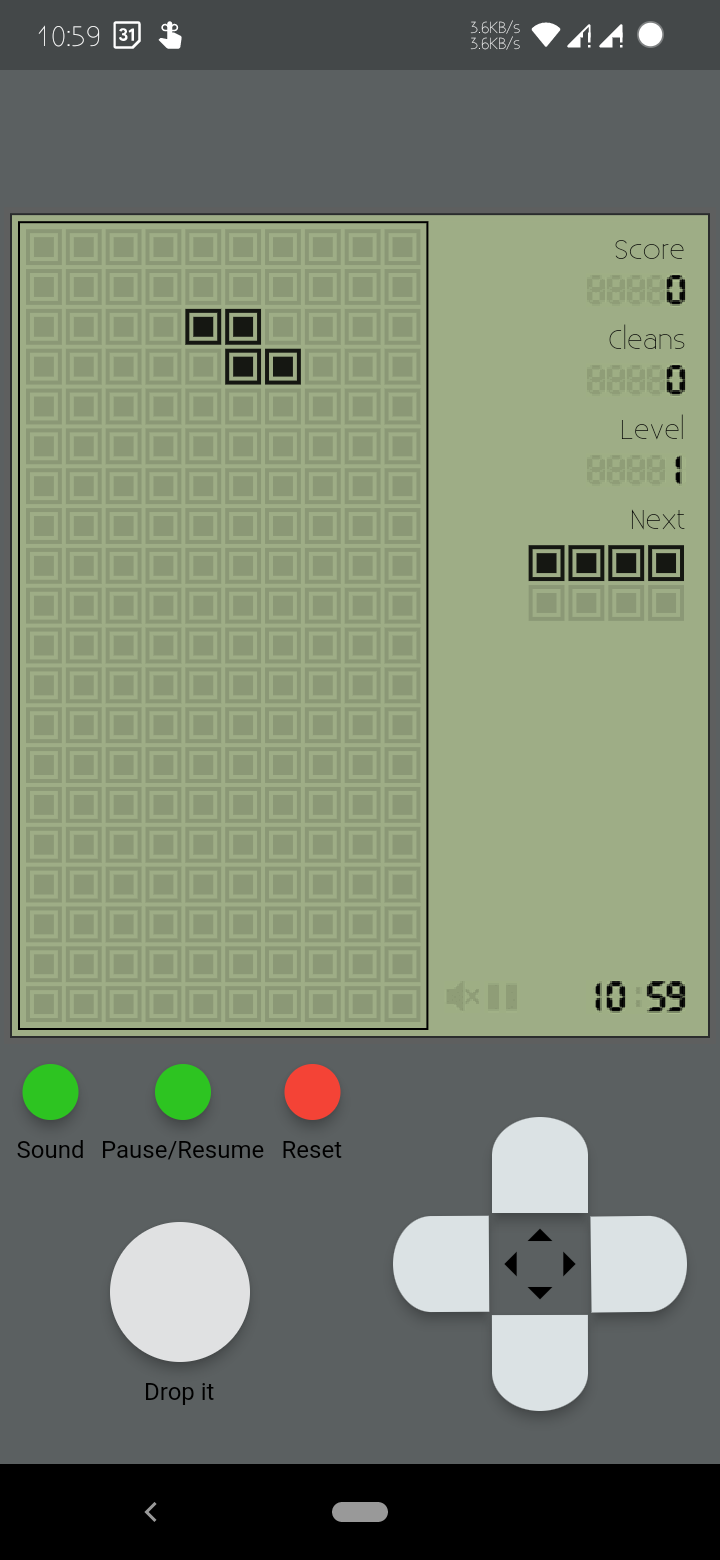 10:59 31 3.6KB/s
3.6KB/s
Score
0
Cleans
0
Level
1
Next
10:59
Sound Pause/Resume Reset
Drop it